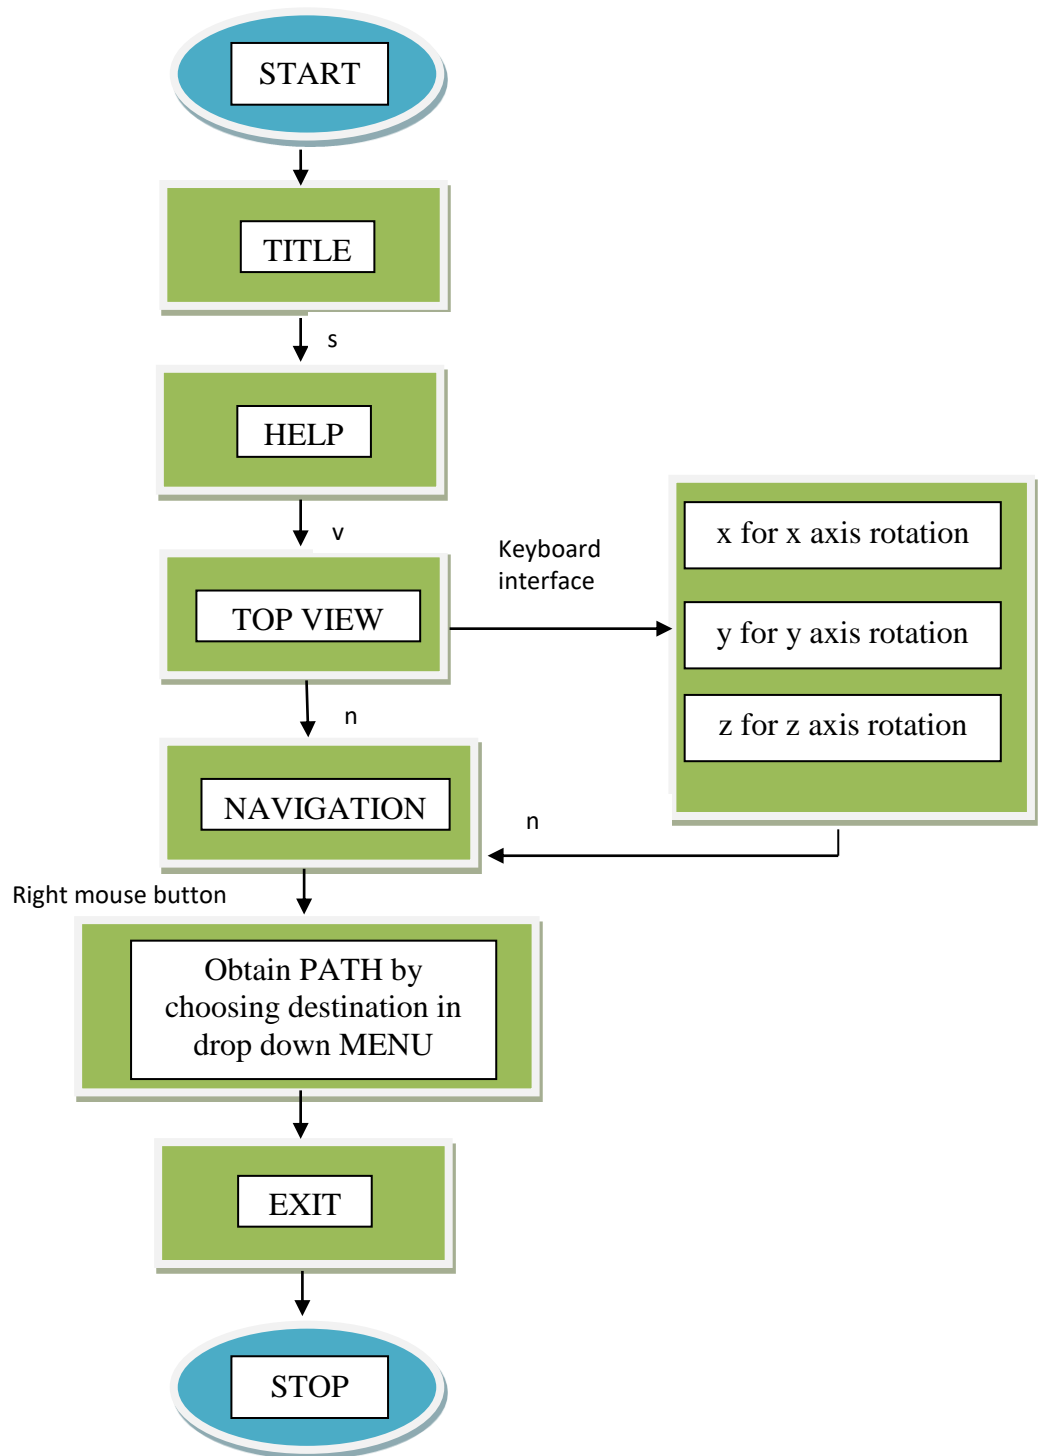 START
TITLE
s
HELP
v
Keyboard
interface
x for x axis rotation
TOP VIEW
y for y axis rotation
n
z for z axis rotation
NAVIGATION
n
Right mouse button
Obtain PATH by
choosing destination in
drop down MENU
EXIT
STOP